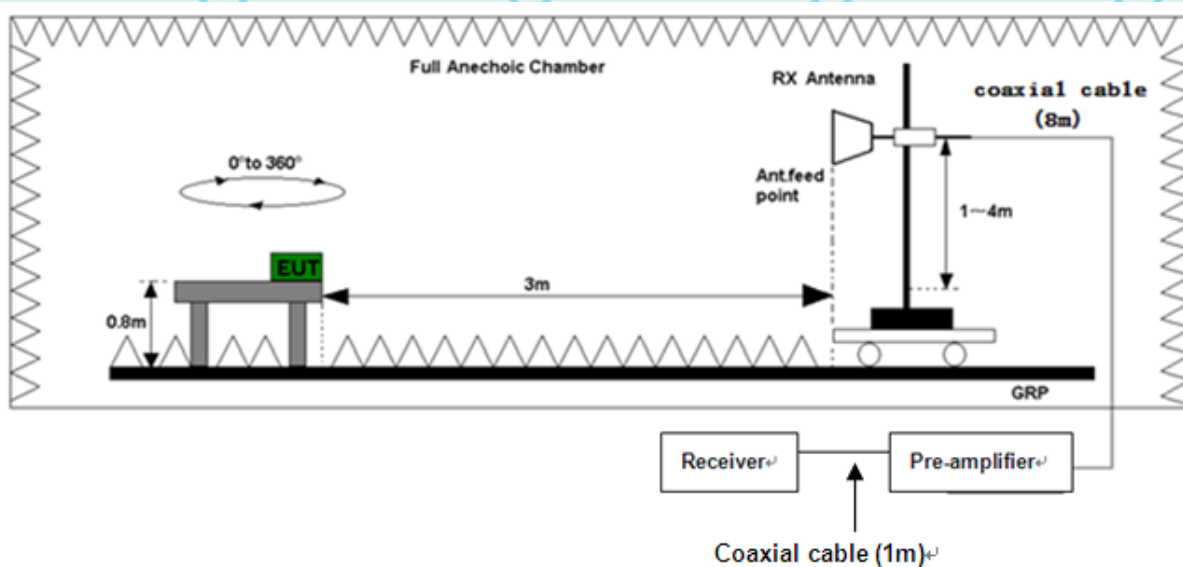 Full Anechoic Chamber
RX Antenna
coaxial cable
(8m)
0°to 360°
Ant.feed
point
1～4m
EUT
3m
0.8m
GRP
Receiver↵
Pre-amplifier↵
Coaxial cable (1m)↵